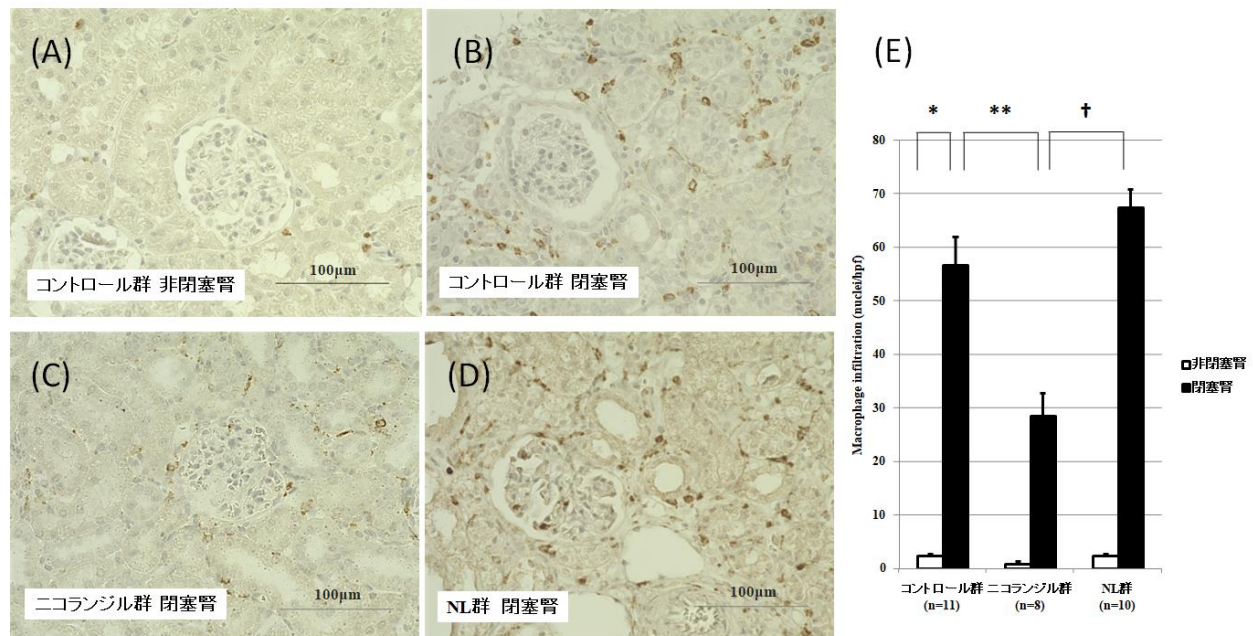 (A)
コントロール群 非閉塞腎
100μm
(B)
コントロール群 閉塞腎
100μm
(C)
ニコランジル群 閉塞腎
100μm
(D)
NL群 閉塞腎
100μm
(E)
* ** †
Macrophage infiltration (nuclei/hpf)
80
70
60
50
40
30
20
10
0
コントロール群 ニコランジル群 NL群
(n=11) (n=8) (n=10)
非閉塞腎
閉塞腎